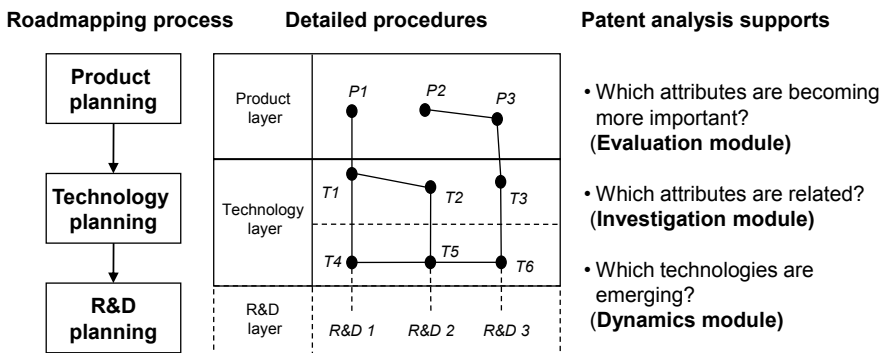 Roadmapping process
Detailed procedures
Patent analysis supports
Product
planning
Technology
planning
R&D
planning
Product
layer
P1
P2
P3
Technology
layer
T1
T2
T3
T4
T5
T6
R&D
layer
R&D 1
R&D 2
R&D 3
• Which attributes are becoming
more important?
(Evaluation module)
• Which attributes are related?
(Investigation module)
• Which technologies are
emerging?
(Dynamics module)